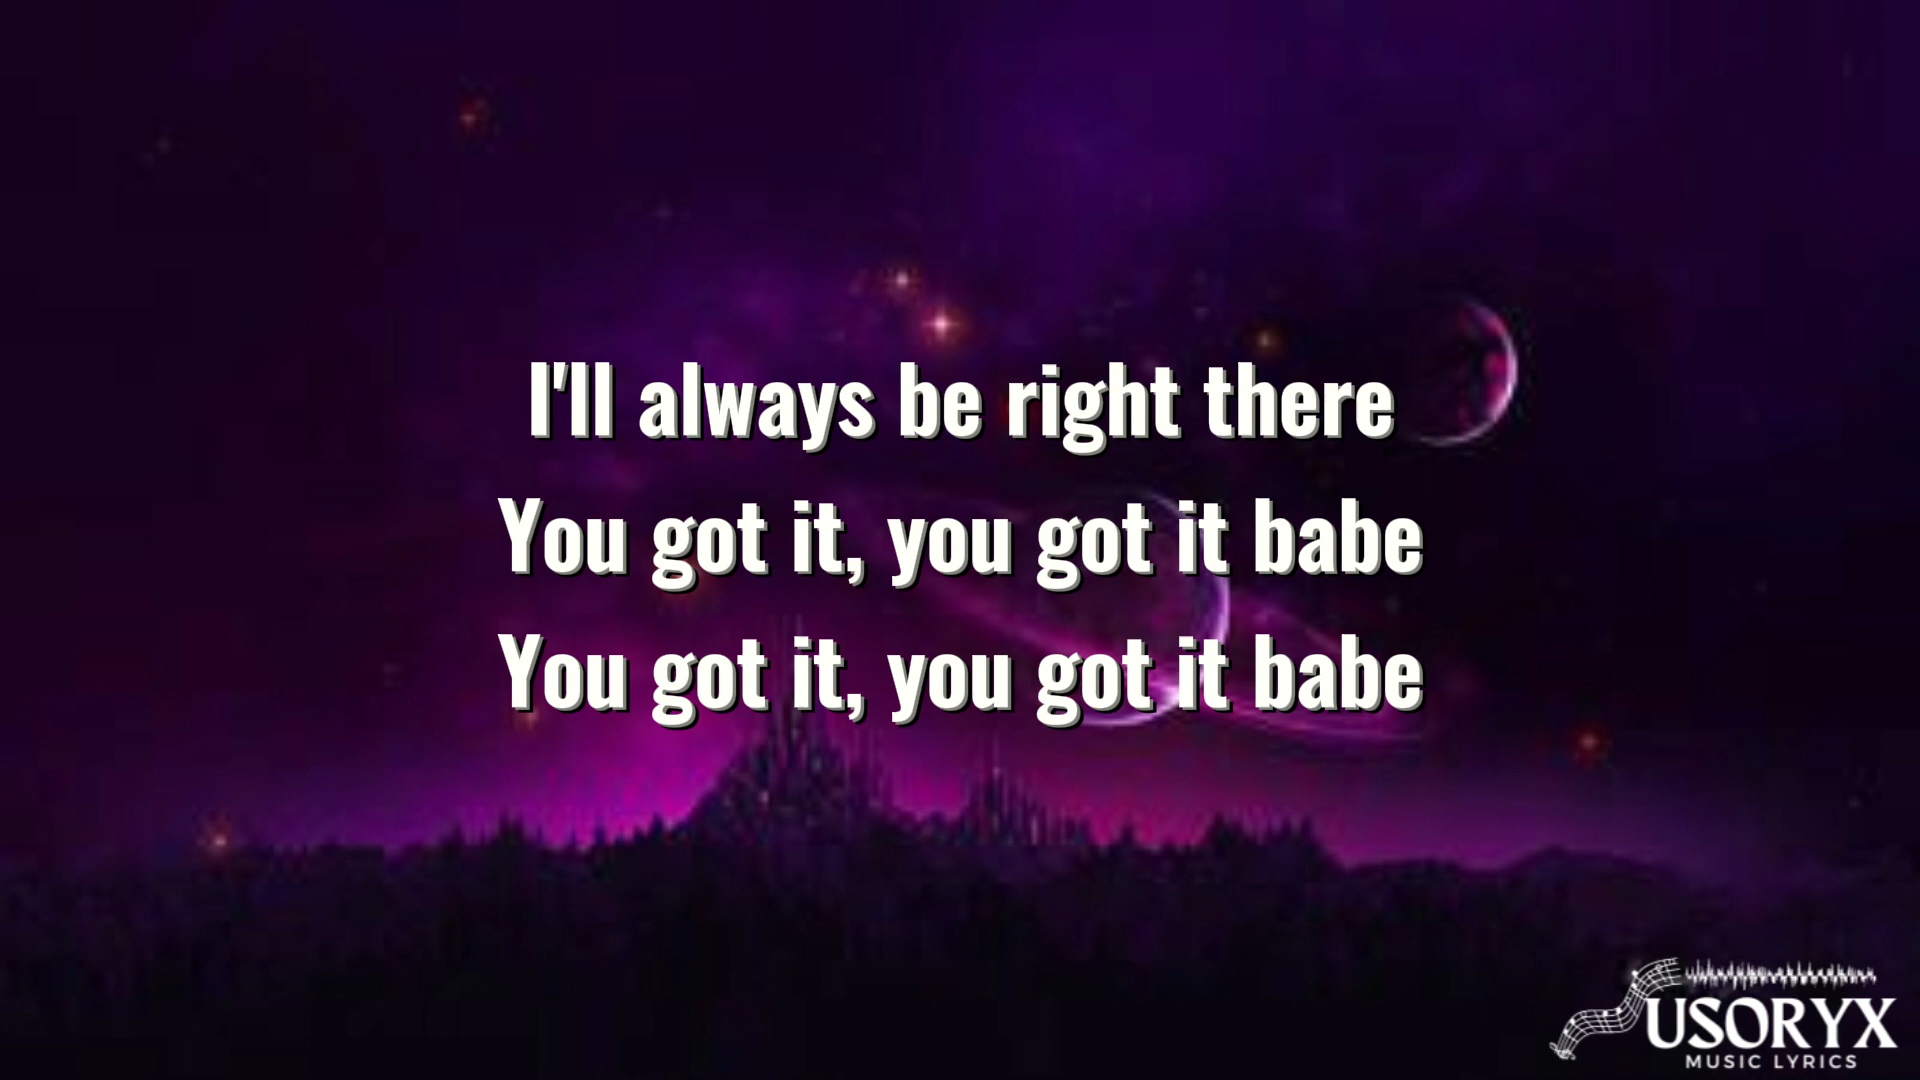 I'll always be right there
You got it, you got it babe
You got it, you got it babe
USORYX
MUSIC LYRICS